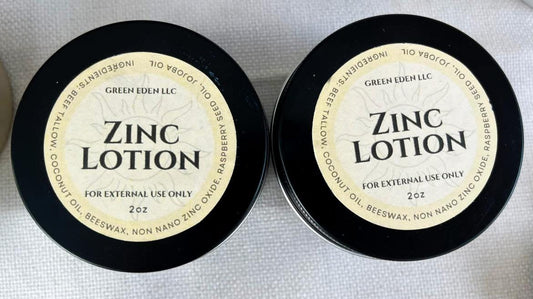 GREEN EDEN LLC
ZINC
LOTION
FOR EXTERNAL USE ONLY
2oz
INGREDIENTS: BEEF TALLOW, COCONUT OIL, BEESWAX, NON NANO ZINC OXIDE, RASPBERRY SEED OIL, JOJOBA OIL
GREEN EDEN LLC
ZINC
LOTION
FOR EXTERNAL USE ONLY
2oz
INGREDIENTS: BEEF TALLOW, COCONUT OIL, BEESWAX, NON NANO ZINC OXIDE, RASPBERRY SEED OIL, JOJOBA OIL